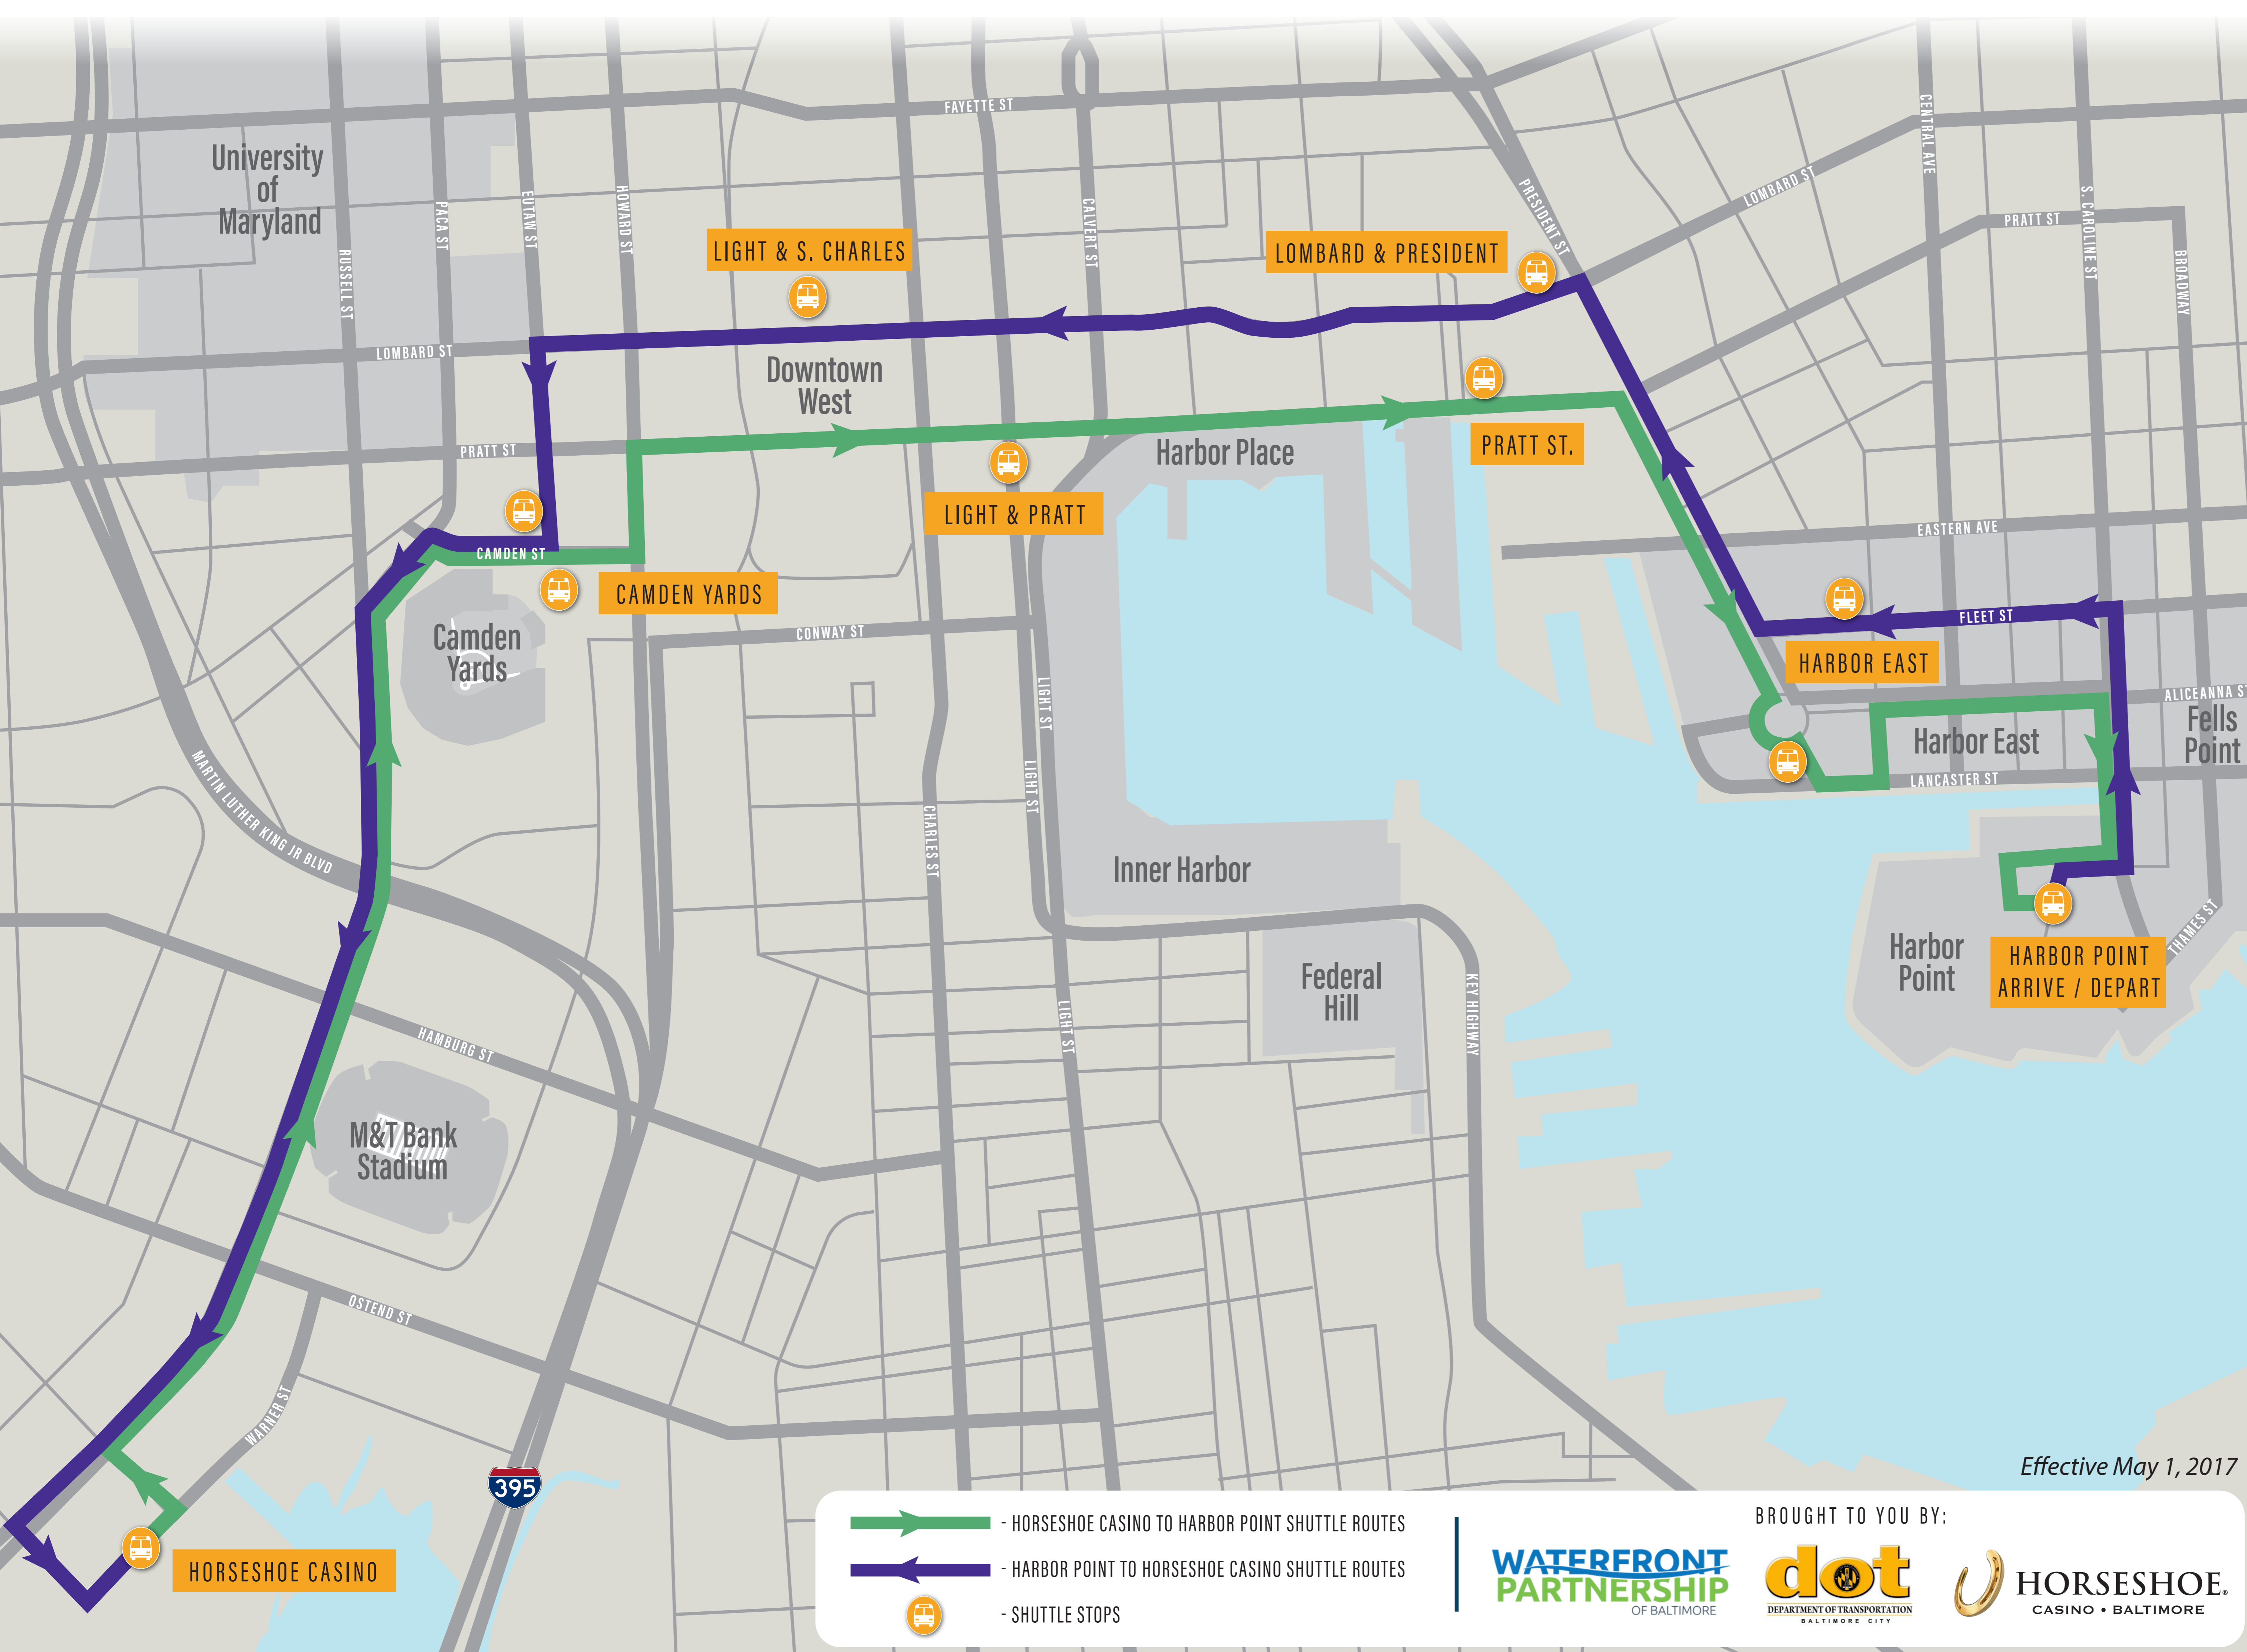 FAYETTE ST
CENTRAL AVE
University
of
Maryland
PRESIDENT ST
LOMBARD ST
S. CAROLINE ST
PRATT ST
PACA ST
EUTAW ST
HOWARD ST
CALVERT ST
RUSSELL ST
BROADWAY
LIGHT & S. CHARLES
LOMBARD & PRESIDENT
LOMBARD ST
Downtown
West
PRATT ST
Harbor Place
PRATT ST.
LIGHT & PRATT
EASTERN AVE
CAMDEN ST
CAMDEN YARDS
FLEET ST
Camden
Yards
CONWAY ST
HARBOR EAST
LIGHT ST
ALICEANNA ST
Fells
Point
Harbor East
LANCASTER ST
LIGHT ST
MARTIN LUTHER KING JR BLVD
CHARLES ST
Inner Harbor
THAMES ST
Harbor
Point
HARBOR POINT
ARRIVE / DEPART
Federal
Hill
KEY HIGHWAY
LIGHT ST
HAMBURG ST
M&T Bank
Stadium
OSTEND ST
WARNER ST
395
HORSESHOE CASINO
Effective May 1, 2017
- HORSESHOE CASINO TO HARBOR POINT SHUTTLE ROUTES
- HARBOR POINT TO HORSESHOE CASINO SHUTTLE ROUTES
- SHUTTLE STOPS
WATERFRONT
PARTNERSHIP
OF BALTIMORE
BROUGHT TO YOU BY:
dot
DEPARTMENT OF TRANSPORTATION
BALTIMORE CITY
HORSESHOE®
CASINO • BALTIMORE